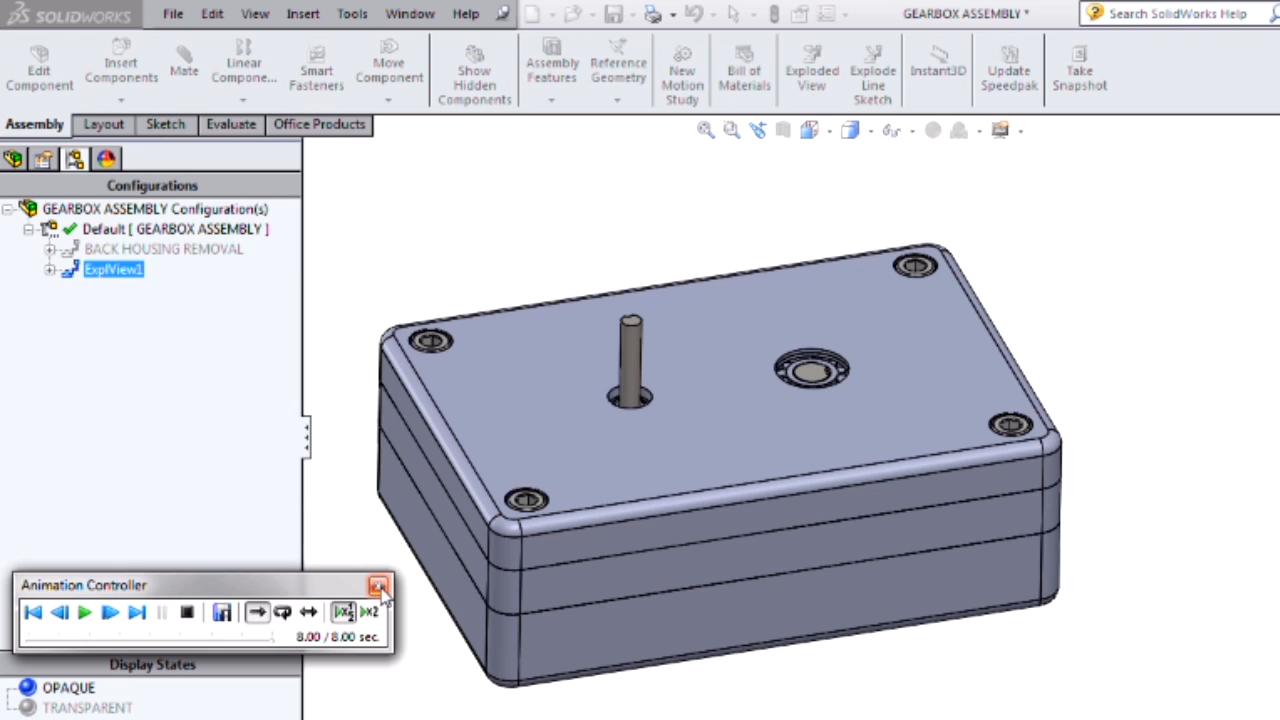 SOLIDWORKS File Edit View Insert Tools Window Help GEARBOX ASSEMBLY * Search SolidWorks Help
Edit Component
Insert Components
Mate
Linear Compone...
Smart Fasteners
Move Component
Show Hidden Components
Assembly Features
Reference Geometry
New Motion Study
Bill of Materials
Exploded View
Explode Line Sketch
Instant3D
Update Speedpak
Take Snapshot
Assembly Layout Sketch Evaluate Office Products
Configurations
GEARBOX ASSEMBLY Configuration(s)
Default [ GEARBOX ASSEMBLY ]
BACK HOUSING REMOVAL
ExplView1
Animation Controller
8.00 / 8.00 sec.
Display States
OPAQUE
TRANSPARENT